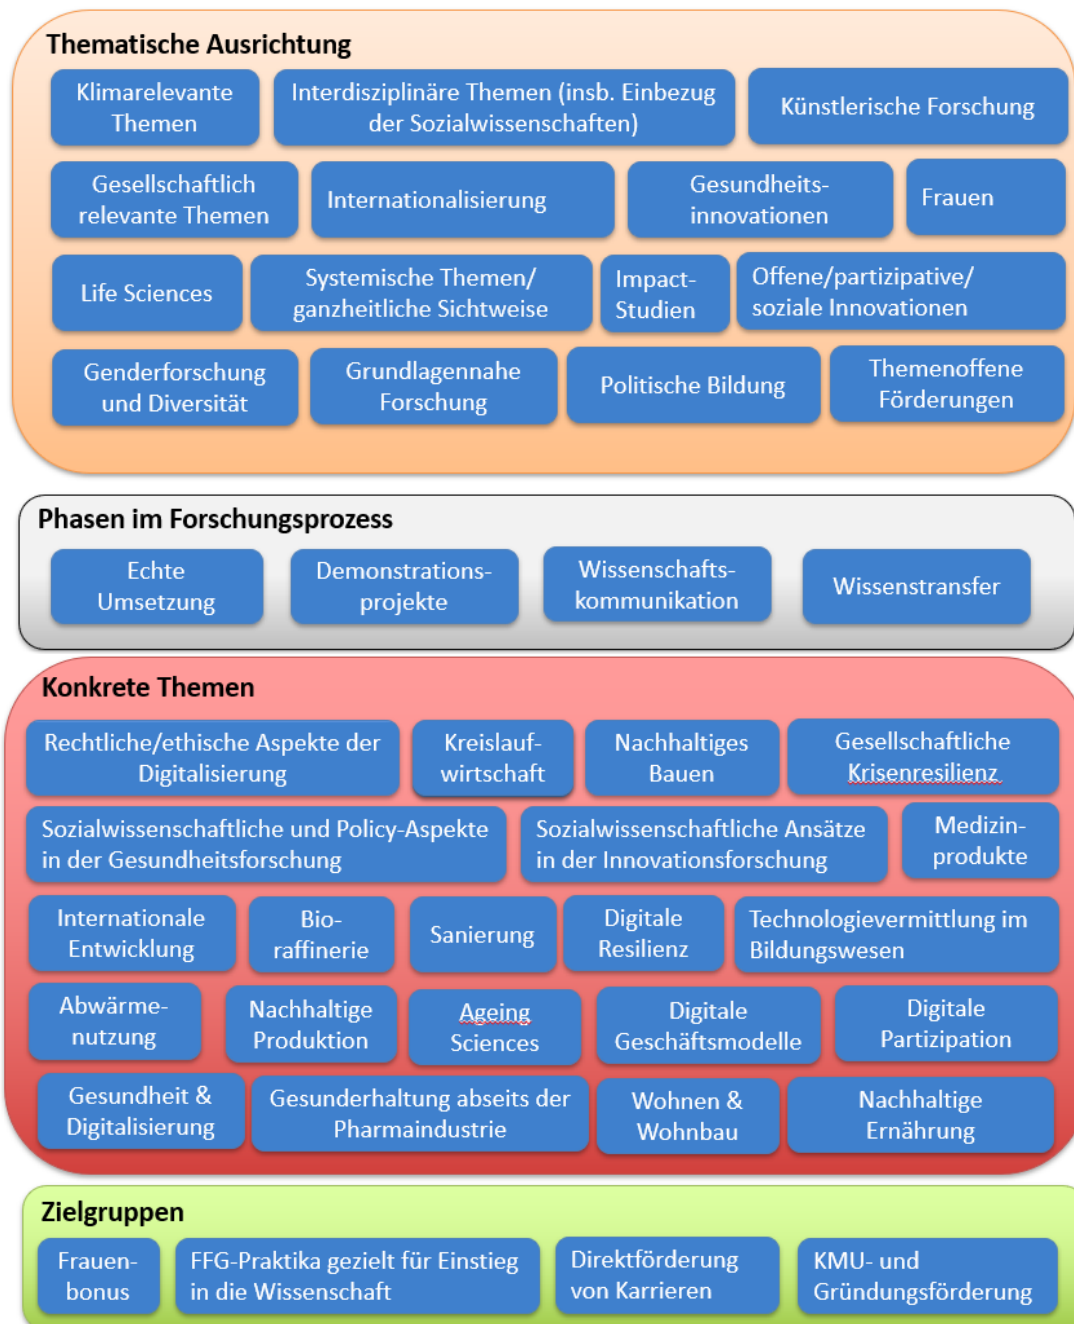 Thematische Ausrichtung
Klimarelevante
Themen
Interdisziplinäre Themen (insb. Einbezug
der Sozialwissenschaften)
Künstlerische Forschung
Gesellschaftlich
relevante Themen
Internationalisierung
Gesundheits-
innovationen
Frauen
Life Sciences
Systemische Themen/
ganzheitliche Sichtweise
Impact-
Studien
Offene/partizipative/
soziale Innovationen
Genderforschung
und Diversität
Grundlagennahe
Forschung
Politische Bildung
Themenoffene
Förderungen
Phasen im Forschungsprozess
Echte
Umsetzung
Demonstrations-
projekte
Wissenschafts-
kommunikation
Wissenstransfer
Konkrete Themen
Rechtliche/ethische Aspekte der
Digitalisierung
Kreislauf-
wirtschaft
Nachhaltiges
Bauen
Gesellschaftliche
Krisenresilienz
Sozialwissenschaftliche und Policy-Aspekte
in der Gesundheitsforschung
Sozialwissenschaftliche Ansätze
in der Innovationsforschung
Medizin-
produkte
Internationale
Entwicklung
Bio-
raffinerie
Sanierung
Digitale
Resilienz
Technologievermittlung im
Bildungswesen
Abwärme-
nutzung
Nachhaltige
Produktion
Ageing
Sciences
Digitale
Geschäftsmodelle
Digitale
Partizipation
Gesundheit &
Digitalisierung
Gesunderhaltung abseits der
Pharmaindustrie
Wohnen &
Wohnbau
Nachhaltige
Ernährung
Zielgruppen
Frauen-
bonus
FFG-Praktika gezielt für Einstieg
in die Wissenschaft
Direktförderung
von Karrieren
KMU- und
Gründungsförderung